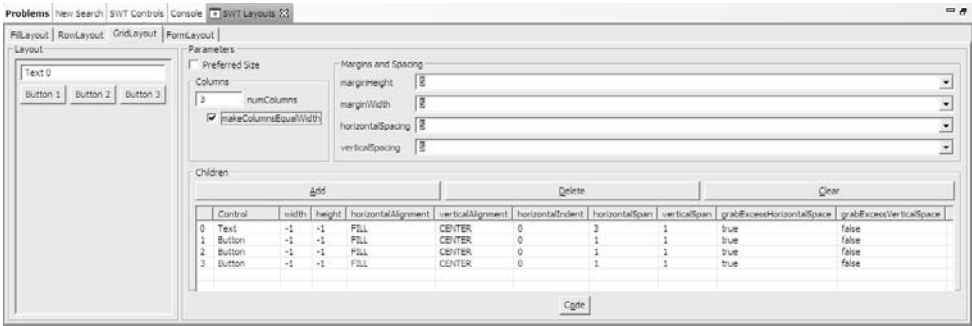 Problems New Search SWT Controls Console SWT Layouts
FillLayout RowLayout GridLayout FormLayout
Layout
Text 0
Button 1 Button 2 Button 3
Parameters
Preferred Size
Columns
3 numColumns
makeColumnsEqualWidth
Margins and Spacing
marginHeight
marginWidth
horizontalSpacing
verticalSpacing
Children
Add Delete Clear
Control width height horizontalAlignment verticalAlignment horizontalIndent horizontalSpan verticalSpan grabExcessHorizontalSpace grabExcessVerticalSpace
0 Text -1 -1 FILL CENTER 0 3 1 true false
1 Button -1 -1 FILL CENTER 0 1 1 true false
2 Button -1 -1 FILL CENTER 0 1 1 true false
3 Button -1 -1 FILL CENTER 0 1 1 true false
Code